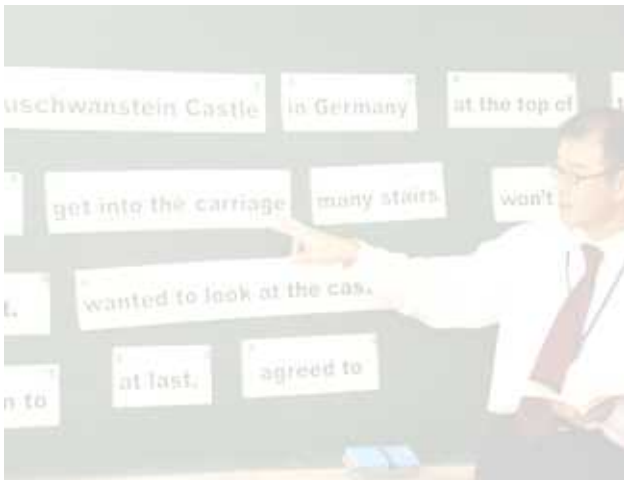 uschwanstein Castle in Germany at the top of
get into the carriage many stairs won't
t. wanted to look at the cas
n to at last, agreed to